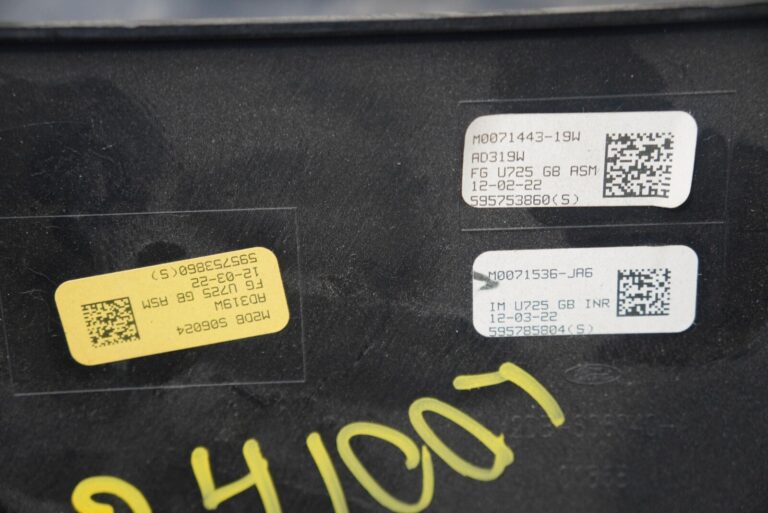 M0071443-19W
AD319W
FG U725 GB ASM
12-02-22
595753860(S)
M0071536-JA6
IM U725 GB INR
12-03-22
595785804(S)
M2DB S06024
AD319W
FG U725 GB ASM
12-03-22
595753860(S)